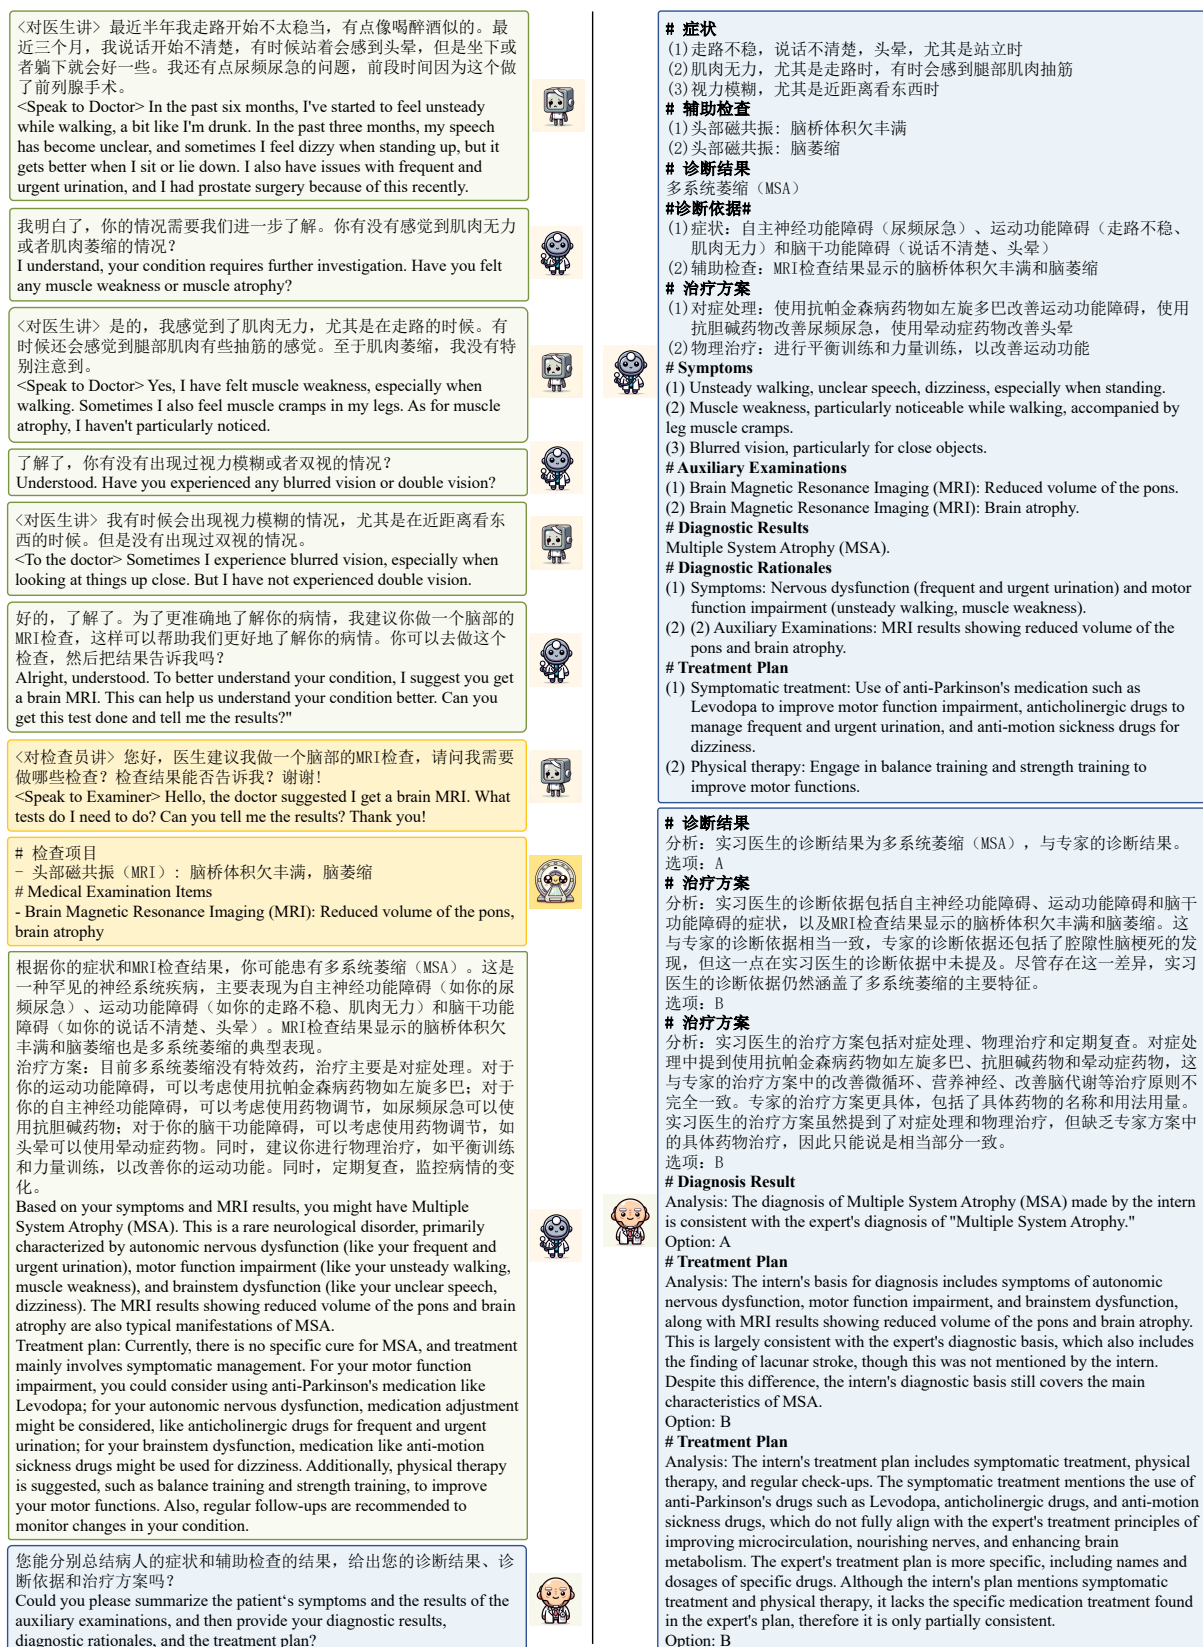 <对医生讲> 最近半年我走路开始不太稳当，有点像喝醉酒似的。最
近三个月，我说话开始不清楚，有时候站着会感到头晕，但是坐下或
者躺下就会好一些。我还有点尿频尿急的问题，前段时间因为这个做
了前列腺手术。
<Speak to Doctor> In the past six months, I've started to feel unsteady
while walking, a bit like I'm drunk. In the past three months, my speech
has become unclear, and sometimes I feel dizzy when standing up, but it
gets better when I sit or lie down. I also have issues with frequent and
urgent urination, and I had prostate surgery because of this recently.
我明白了，你的情况需要我们进一步了解。你有没有感觉到肌肉无力
或者肌肉萎缩的情况？
I understand, your condition requires further investigation. Have you felt
any muscle weakness or muscle atrophy?
<对医生讲> 是的，我感觉到了肌肉无力，尤其是在走路的时候。有
时候还会感觉到腿部肌肉有些抽筋的感觉。至于肌肉萎缩，我没有特
别注意到。
<Speak to Doctor> Yes, I have felt muscle weakness, especially when
walking. Sometimes I also feel muscle cramps in my legs. As for muscle
atrophy, I haven't particularly noticed.
了解了，你有没有出现过视力模糊或者双视的情况？
Understood. Have you experienced any blurred vision or double vision?
<对医生讲> 我有时候会出现视力模糊的情况，尤其是在近距离看东
西的时候。但是没有出现过双视的情况。
<To the doctor> Sometimes I experience blurred vision, especially when
looking at things up close. But I have not experienced double vision.
好的，了解了。为了更准确地了解你的病情，我建议你做一个脑部的
MRI检查，这样可以帮助我们更好地了解你的病情。你可以去做这个
检查，然后把结果告诉我吗？
Alright, understood. To better understand your condition, I suggest you get
a brain MRI. This can help us understand your condition better. Can you
get this test done and tell me the results?"
<对检查员讲> 您好，医生建议我做一个脑部的MRI检查，请问我需要
做哪些检查？检查结果能否告诉我？谢谢！
<Speak to Examiner> Hello, the doctor suggested I get a brain MRI. What
tests do I need to do? Can you tell me the results? Thank you!
# 检查项目
- 头部磁共振（MRI）: 脑桥体积欠丰满，脑萎缩
# Medical Examination Items
- Brain Magnetic Resonance Imaging (MRI): Reduced volume of the pons,
brain atrophy
根据你的症状和MRI检查结果，你可能患有多系统萎缩（MSA）。这是
一种罕见的神经系统疾病，主要表现为自主神经功能障碍（如你的尿
频尿急）、运动功能障碍（如你的走路不稳、肌肉无力）和脑干功能
障碍（如你的说话不清楚、头晕）。MRI检查结果显示的脑桥体积欠
丰满和脑萎缩也是多系统萎缩的典型表现。
治疗方案：目前多系统萎缩没有特效药，治疗主要是对症处理。对于
你的运动功能障碍，可以考虑使用抗帕金森病药物如左旋多巴；对于
你的自主神经功能障碍，可以考虑使用药物调节，如尿频尿急可以使
用抗胆碱药物；对于你的脑干功能障碍，可以考虑使用药物调节，如
头晕可以使用晕动症药物。同时，建议你进行物理治疗，如平衡训练
和力量训练，以改善你的运动功能。同时，定期复查，监控病情的变
化。
Based on your symptoms and MRI results, you might have Multiple
System Atrophy (MSA). This is a rare neurological disorder, primarily
characterized by autonomic nervous dysfunction (like your frequent and
urgent urination), motor function impairment (like your unsteady walking,
muscle weakness), and brainstem dysfunction (like your unclear speech,
dizziness). The MRI results showing reduced volume of the pons and brain
atrophy are also typical manifestations of MSA.
Treatment plan: Currently, there is no specific cure for MSA, and treatment
mainly involves symptomatic management. For your motor function
impairment, you could consider using anti-Parkinson's medication like
Levodopa; for your autonomic nervous dysfunction, medication adjustment
might be considered, like anticholinergic drugs for frequent and urgent
urination; for your brainstem dysfunction, medication like anti-motion
sickness drugs might be used for dizziness. Additionally, physical therapy
is suggested, such as balance training and strength training, to improve
your motor functions. Also, regular follow-ups are recommended to
monitor changes in your condition.
您能分别总结病人的症状和辅助检查的结果，给出您的诊断结果、诊
断依据和治疗方案吗？
Could you please summarize the patient's symptoms and the results of the
auxiliary examinations, and then provide your diagnostic results,
diagnostic rationales, and the treatment plan?
# 症状
(1)走路不稳，说话不清楚，头晕，尤其是站立时
(2)肌肉无力，尤其是走路时，有时会感到腿部肌肉抽筋
(3)视力模糊，尤其是近距离看东西时
# 辅助检查
(1)头部磁共振: 脑桥体积欠丰满
(2)头部磁共振: 脑萎缩
# 诊断结果
多系统萎缩（MSA）
#诊断依据#
(1)症状：自主神经功能障碍（尿频尿急）、运动功能障碍（走路不稳、
肌肉无力）和脑干功能障碍（说话不清楚、头晕）
(2)辅助检查：MRI检查结果显示的脑桥体积欠丰满和脑萎缩
# 治疗方案
(1)对症处理：使用抗帕金森病药物如左旋多巴改善运动功能障碍，使用
抗胆碱药物改善尿频尿急，使用晕动症药物改善头晕
(2)物理治疗：进行平衡训练和力量训练，以改善运动功能
# Symptoms
(1) Unsteady walking, unclear speech, dizziness, especially when standing.
(2) Muscle weakness, particularly noticeable while walking, accompanied by
leg muscle cramps.
(3) Blurred vision, particularly for close objects.
# Auxiliary Examinations
(1) Brain Magnetic Resonance Imaging (MRI): Reduced volume of the pons.
(2) Brain Magnetic Resonance Imaging (MRI): Brain atrophy.
# Diagnostic Results
Multiple System Atrophy (MSA).
# Diagnostic Rationales
(1) Symptoms: Nervous dysfunction (frequent and urgent urination) and motor
function impairment (unsteady walking, muscle weakness).
(2) (2) Auxiliary Examinations: MRI results showing reduced volume of the
pons and brain atrophy.
# Treatment Plan
(1) Symptomatic treatment: Use of anti-Parkinson's medication such as
Levodopa to improve motor function impairment, anticholinergic drugs to
manage frequent and urgent urination, and anti-motion sickness drugs for
dizziness.
(2) Physical therapy: Engage in balance training and strength training to
improve motor functions.
# 诊断结果
分析：实习医生的诊断结果为多系统萎缩（MSA），与专家的诊断结果。
选项：A
# 治疗方案
分析：实习医生的诊断依据包括自主神经功能障碍、运动功能障碍和脑干
功能障碍的症状，以及MRI检查结果显示的脑桥体积欠丰满和脑萎缩。这
与专家的诊断依据相当一致，专家的诊断依据还包括了腔隙性脑梗死的发
现，但这一点在实习医生的诊断依据中未提及。尽管存在这一差异，实习
医生的诊断依据仍然涵盖了多系统萎缩的主要特征。
选项：B
# 治疗方案
分析：实习医生的治疗方案包括对症处理、物理治疗和定期复查。对症处
理中提到使用抗帕金森病药物如左旋多巴、抗胆碱药物和晕动症药物，这
与专家的治疗方案中的改善微循环、营养神经、改善脑代谢等治疗原则不
完全一致。专家的治疗方案更具体，包括了具体药物的名称和用法用量。
实习医生的治疗方案虽然提到了对症处理和物理治疗，但缺乏专家方案中
的具体药物治疗，因此只能说是相当部分一致。
选项：B
# Diagnosis Result
Analysis: The diagnosis of Multiple System Atrophy (MSA) made by the intern
is consistent with the expert's diagnosis of "Multiple System Atrophy."
Option: A
# Treatment Plan
Analysis: The intern's basis for diagnosis includes symptoms of autonomic
nervous dysfunction, motor function impairment, and brainstem dysfunction,
along with MRI results showing reduced volume of the pons and brain atrophy.
This is largely consistent with the expert's diagnostic basis, which also includes
the finding of lacunar stroke, though this was not mentioned by the intern.
Despite this difference, the intern's diagnostic basis still covers the main
characteristics of MSA.
Option: B
# Treatment Plan
Analysis: The intern's treatment plan includes symptomatic treatment, physical
therapy, and regular check-ups. The symptomatic treatment mentions the use of
anti-Parkinson's drugs such as Levodopa, anticholinergic drugs, and anti-motion
sickness drugs, which do not fully align with the expert's treatment principles of
improving microcirculation, nourishing nerves, and enhancing brain
metabolism. The expert's treatment plan is more specific, including names and
dosages of specific drugs. Although the intern's plan mentions symptomatic
treatment and physical therapy, it lacks the specific medication treatment found
in the expert's plan, therefore it is only partially consistent.
Option: B